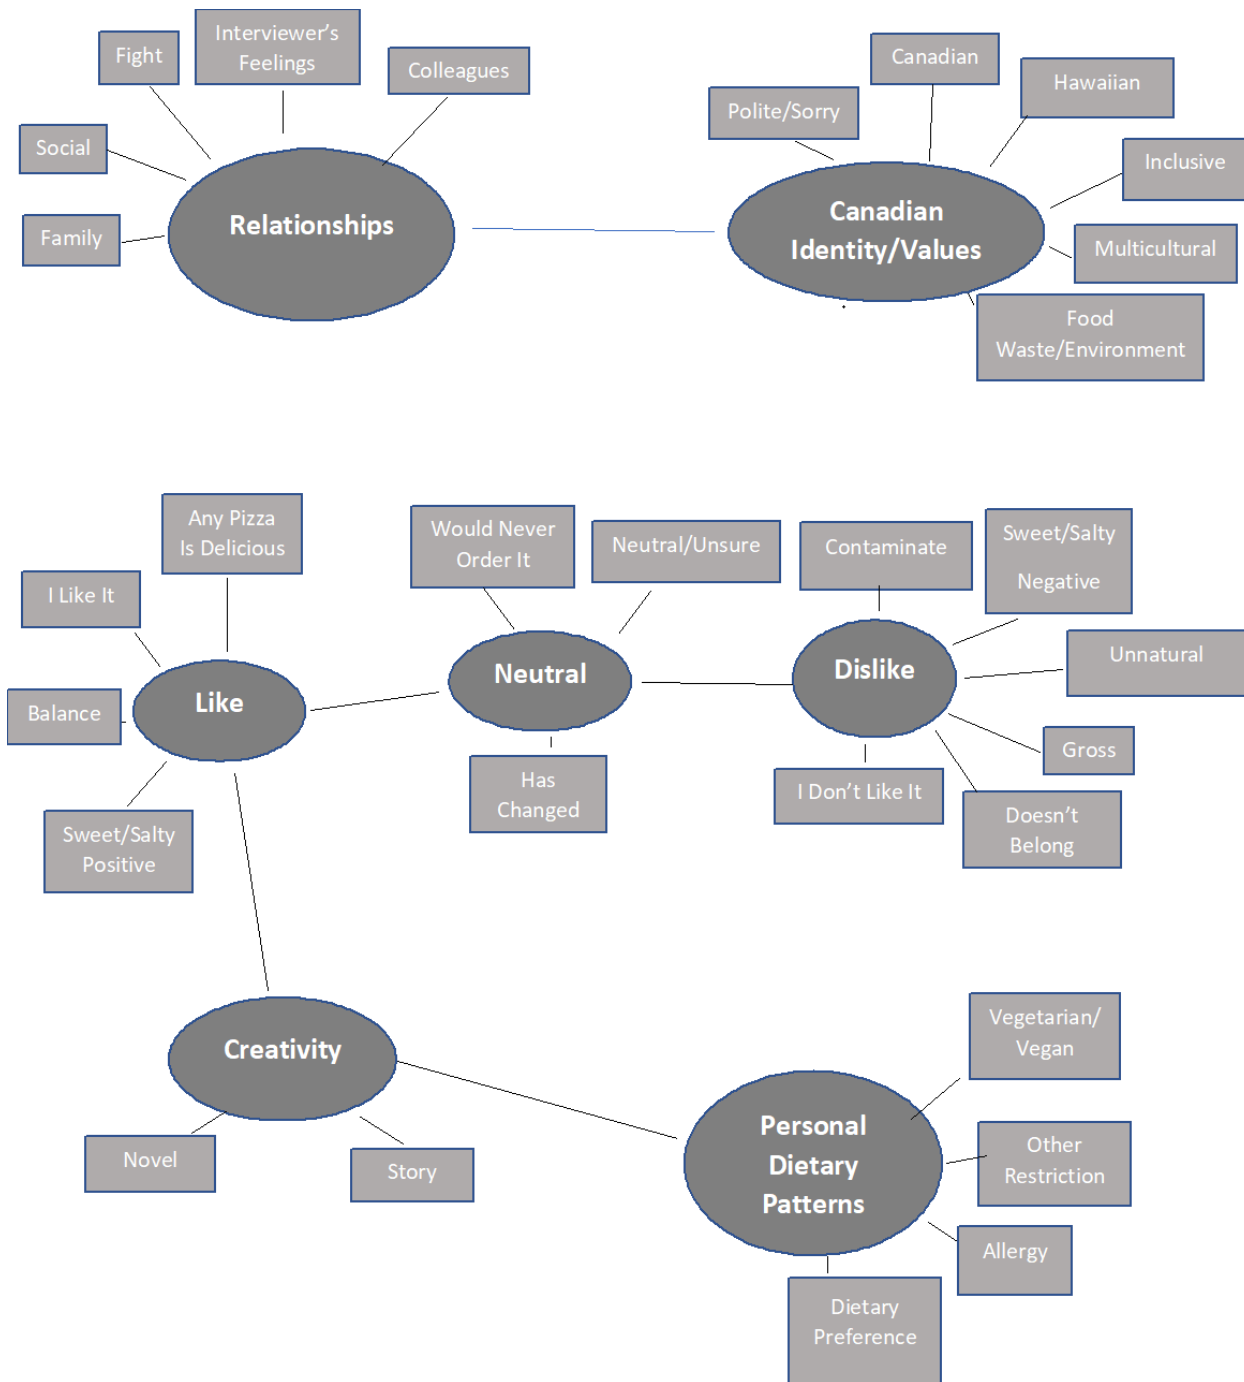 Interviewer's
Feelings
Fight
Colleagues
Social
Family
Relationships
Canadian
Hawaiian
Polite/Sorry
Inclusive
Multicultural
Canadian
Identity/Values
Food
Waste/Environment
Any Pizza
Is Delicious
I Like It
Balance
Like
Sweet/Salty
Positive
Would Never
Order It
Neutral/Unsure
Neutral
Has
Changed
Contaminate
Sweet/Salty
Negative
Unnatural
Dislike
Gross
I Don't Like It
Doesn't
Belong
Creativity
Novel
Story
Vegetarian/
Vegan
Personal
Dietary
Patterns
Other
Restriction
Allergy
Dietary
Preference